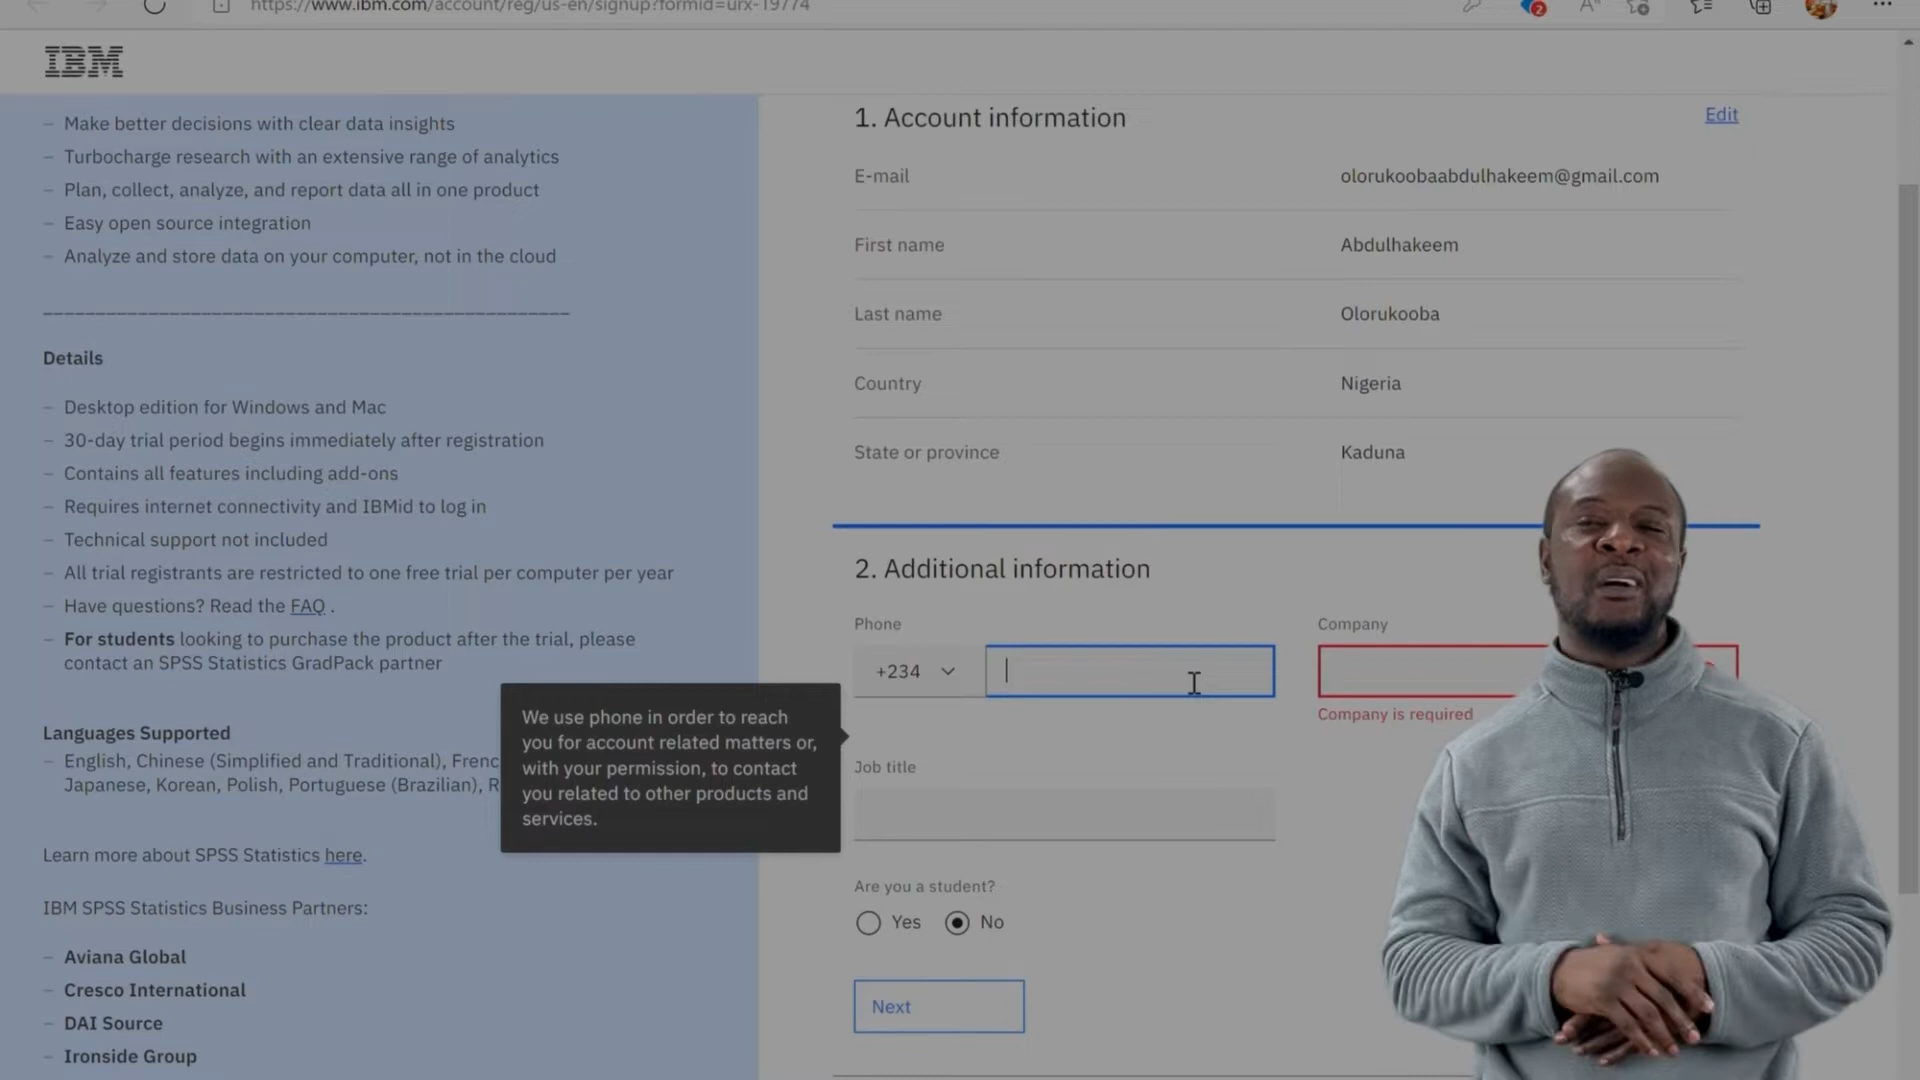 https://www.ibm.com/account/reg/us-en/signup?formid=urx-19774
2
IBM
– Make better decisions with clear data insights
– Turbocharge research with an extensive range of analytics
– Plan, collect, analyze, and report data all in one product
– Easy open source integration
– Analyze and store data on your computer, not in the cloud
Details
– Desktop edition for Windows and Mac
– 30-day trial period begins immediately after registration
– Contains all features including add-ons
– Requires internet connectivity and IBMid to log in
– Technical support not included
– All trial registrants are restricted to one free trial per computer per year
– Have questions? Read the FAQ .
– For students looking to purchase the product after the trial, please
contact an SPSS Statistics GradPack partner
Languages Supported
– English, Chinese (Simplified and Traditional),
Japanese, Korean, Polish, Portuguese (Brazilian),
Learn more about SPSS Statistics here.
IBM SPSS Statistics Business Partners:
– Aviana Global
– Cresco International
– DAI Source
– Ironside Group
We use phone in order to reach
you for account related matters or,
with your permission, to contact
you related to other products and
services.
1. Account information
Edit
E-mail olorukoobaabdulhakeem@gmail.com
First name Abdulhakeem
Last name Olorukooba
Country Nigeria
State or province Kaduna
2. Additional information
Phone
Company
+234
Company is required
Job title
Are you a student?
Yes No
Next